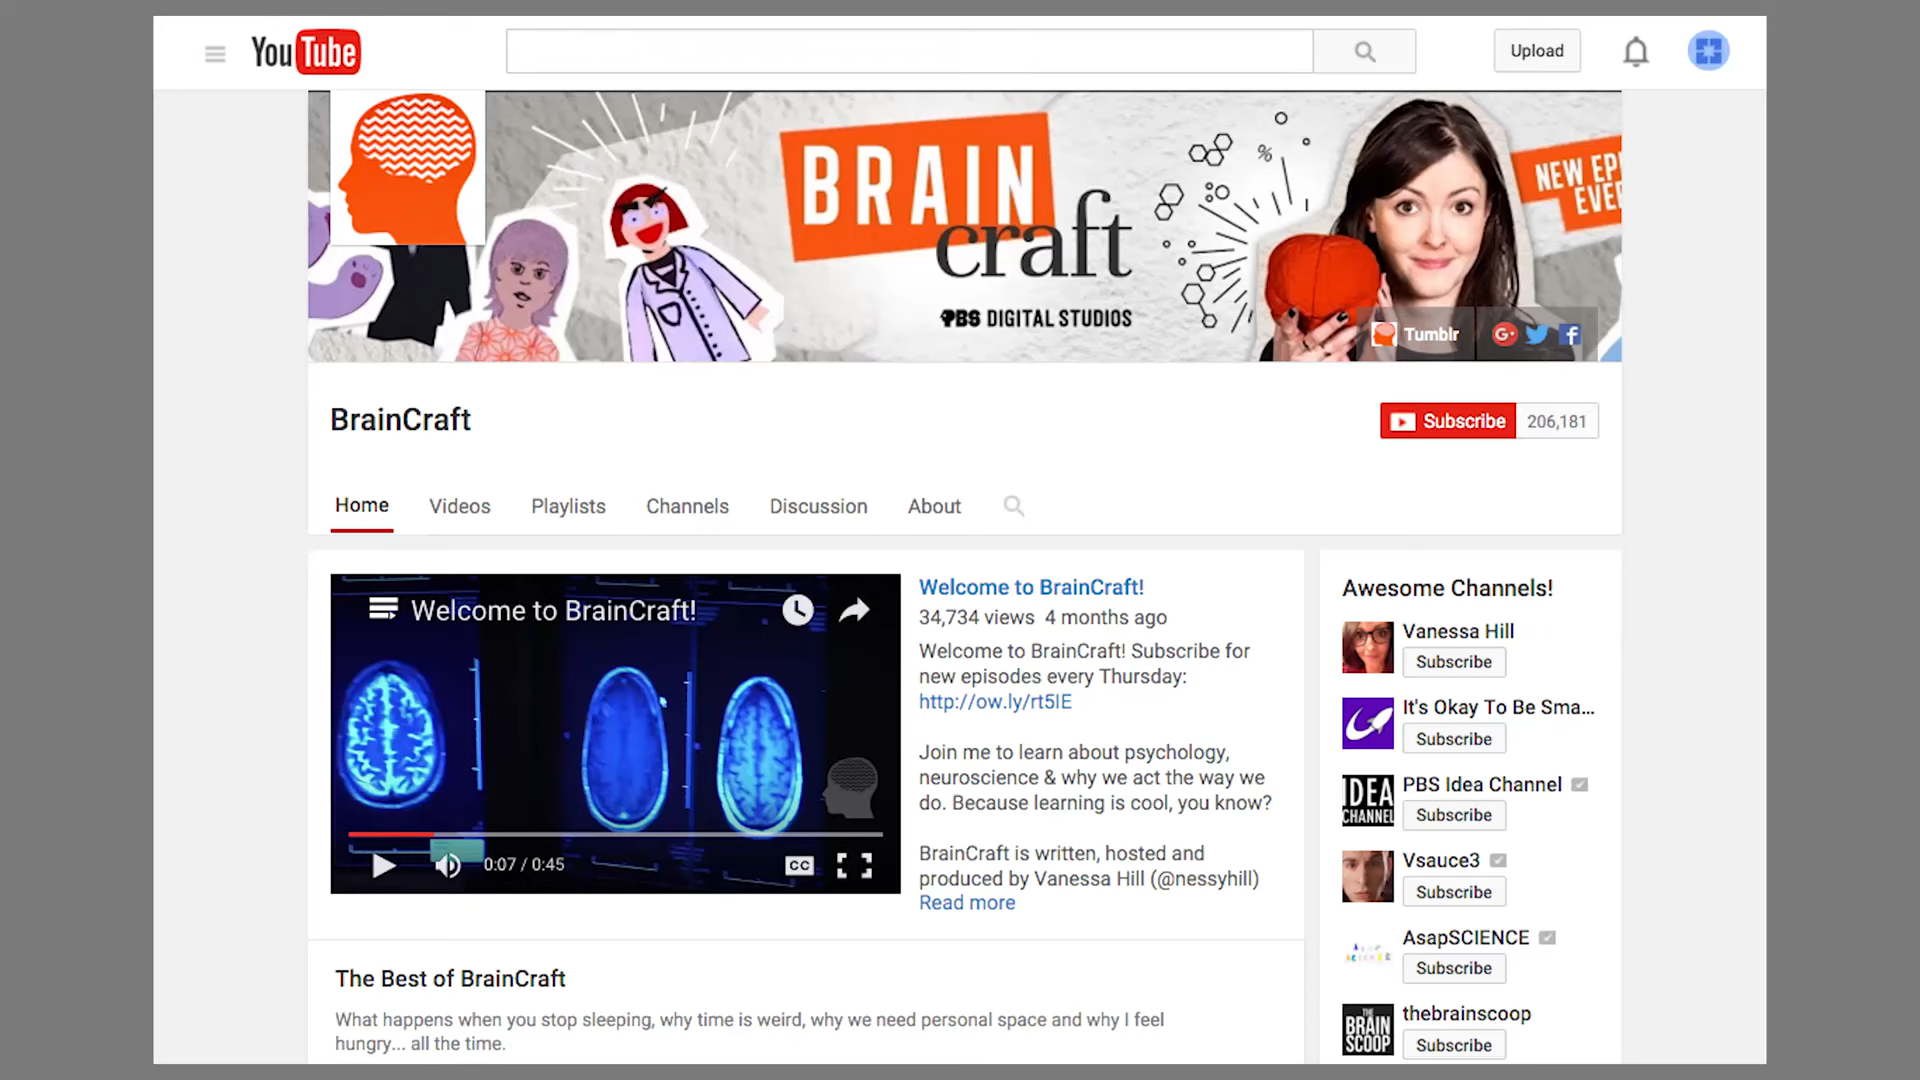 YouTube
Upload
BRAIN
craft
PBS DIGITAL STUDIOS
%
NEW EP
EVE
Tumblr
G+
f
BrainCraft
Subscribe 206,181
Home Videos Playlists Channels Discussion About
Welcome to BrainCraft!
0:07 / 0:45
CC
Welcome to BrainCraft!
34,734 views 4 months ago
Welcome to BrainCraft! Subscribe for
new episodes every Thursday:
http://ow.ly/rt5IE
Join me to learn about psychology,
neuroscience & why we act the way we
do. Because learning is cool, you know?
BrainCraft is written, hosted and
produced by Vanessa Hill (@nessyhill)
Read more
The Best of BrainCraft
What happens when you stop sleeping, why time is weird, why we need personal space and why I feel
hungry... all the time.
Awesome Channels!
Vanessa Hill
Subscribe
It's Okay To Be Sma...
Subscribe
IDEA
CHANNEL
PBS Idea Channel
Subscribe
Vsauce3
Subscribe
AsapSCIENCE
Subscribe
THE
BRAIN
SCOOP
thebrainscoop
Subscribe